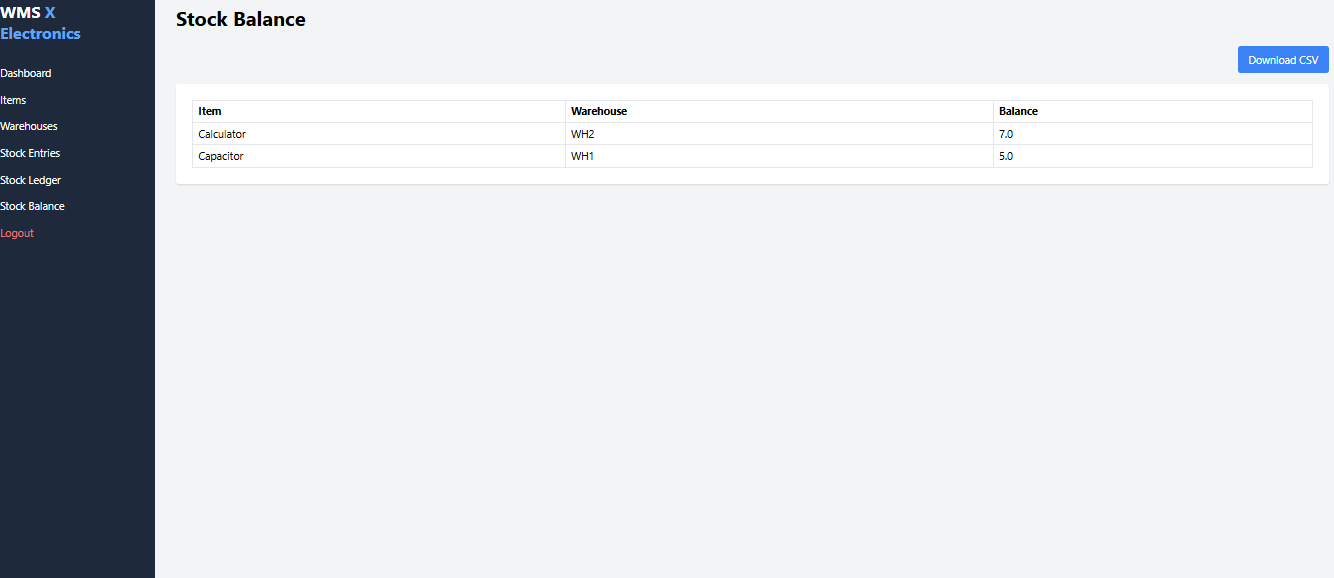 WMS X
Electronics
Dashboard
Items
Warehouses
Stock Entries
Stock Ledger
Stock Balance
Logout
Stock Balance
Download CSV
Item Warehouse Balance
Calculator WH2 7.0
Capacitor WH1 5.0